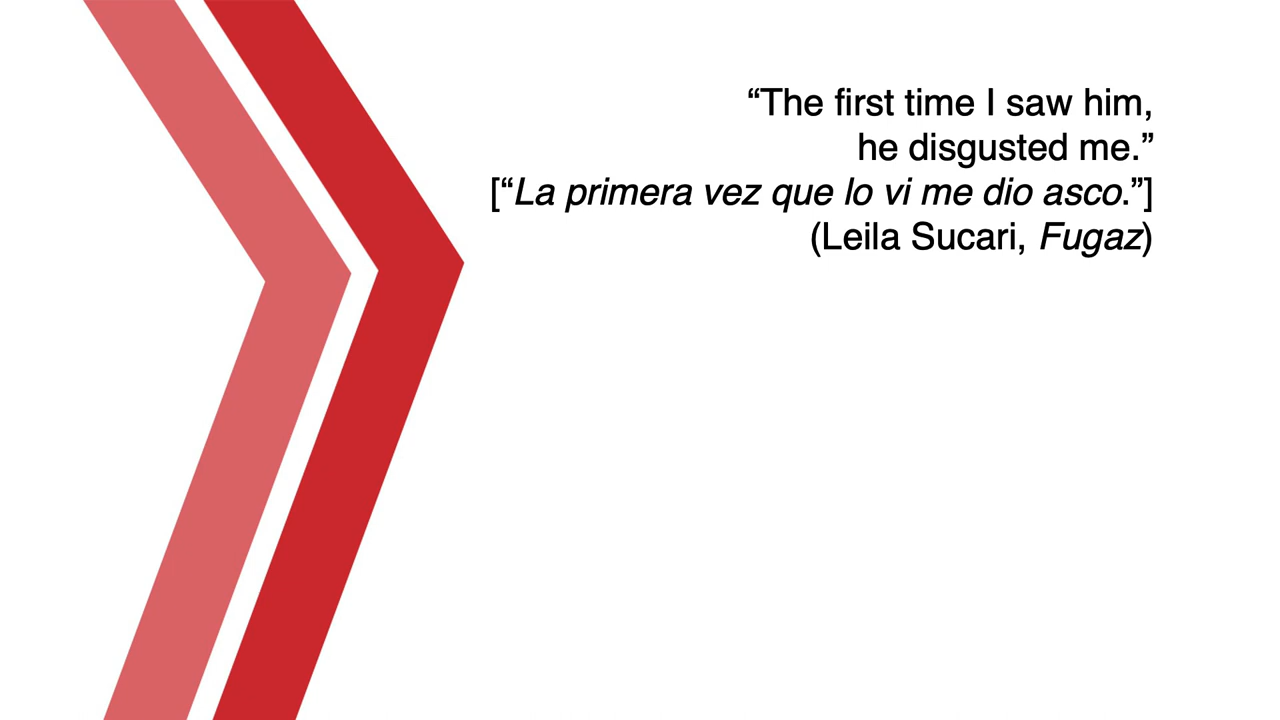 “The first time I saw him,
he disgusted me.”
[“La primera vez que lo vi me dio asco.”]
(Leila Sucari, Fugaz)